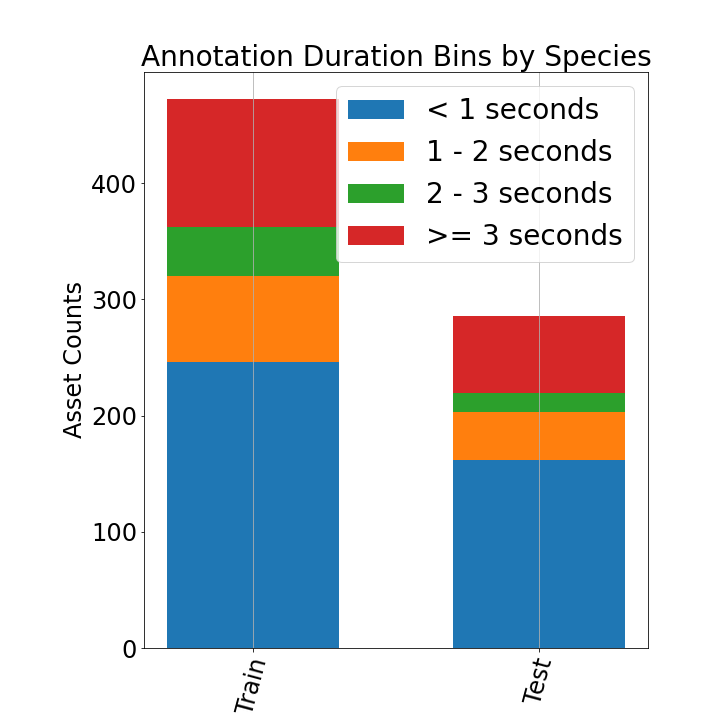 Annotation Duration Bins by Species
< 1 seconds
1 - 2 seconds
2 - 3 seconds
>= 3 seconds
Asset Counts
400
300
200
100
0
Train
Test